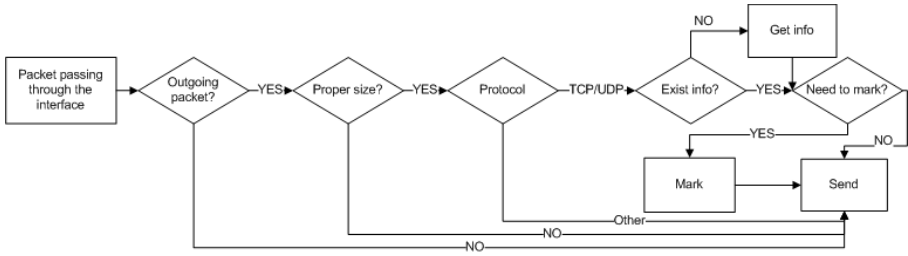 NO
Get info
Packet passing
through the
interface
Outgoing
packet?
YES
Proper size?
YES
Protocol
TCP/UDP
Exist info?
YES
Need to mark?
YES
NO
Mark
Send
Other
NO
NO